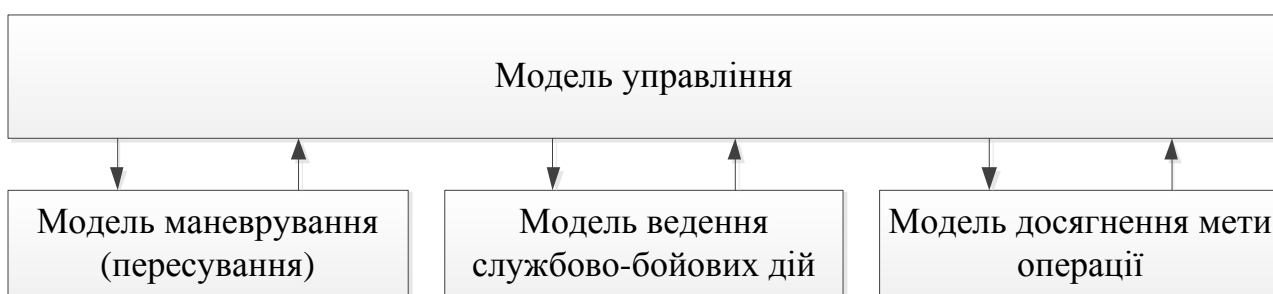 Модель управління
Модель маневрування
(пересування)
Модель ведення
службово-бойових дій
Модель досягнення мети
операції